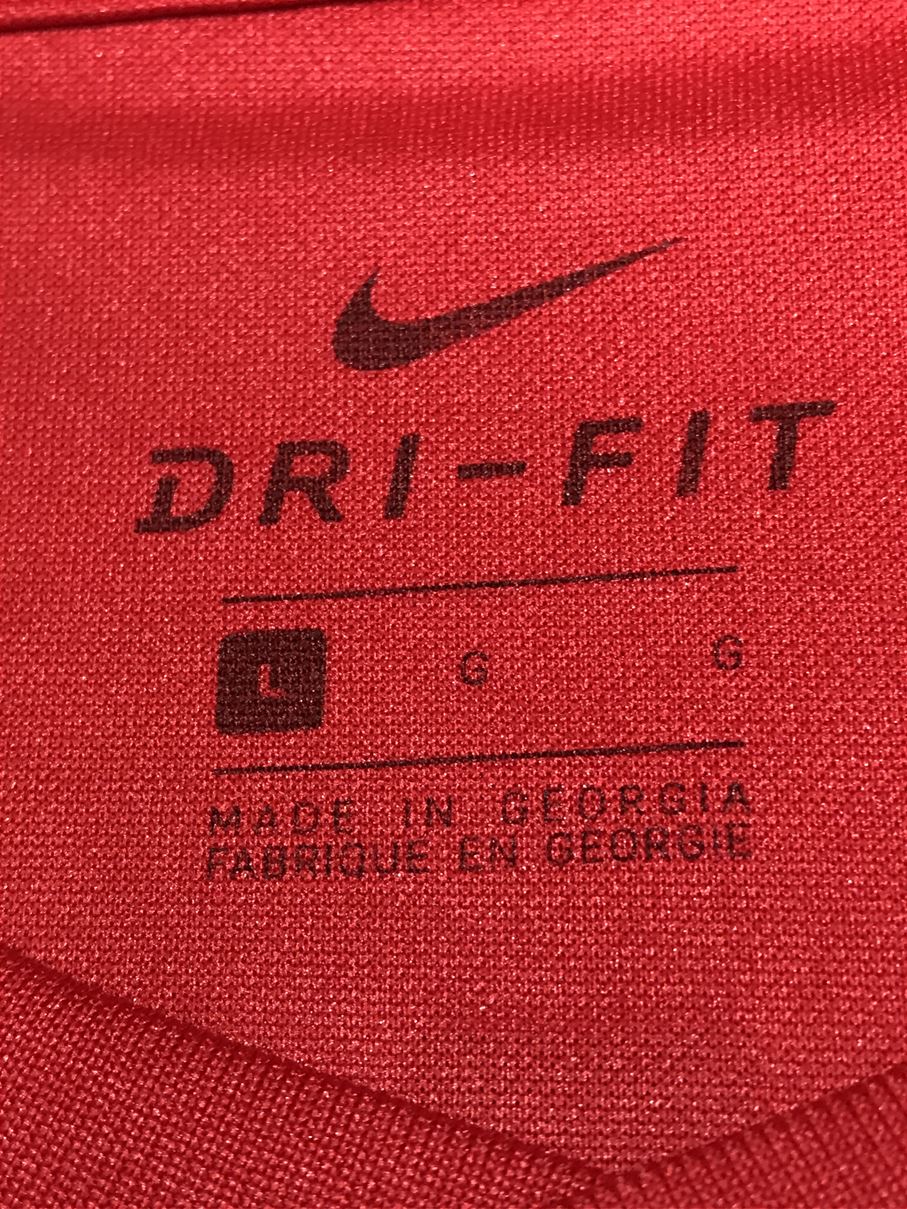 DRI-FIT
L G G
MADE IN GEORGIA
FABRIQUE EN GEORGIE